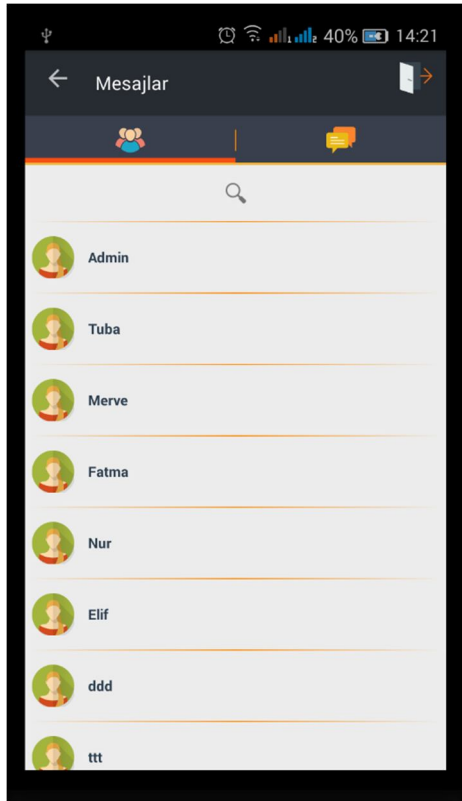 40% 14:21
Mesajlar
Admin
Tuba
Merve
Fatma
Nur
Elif
ddd
ttt